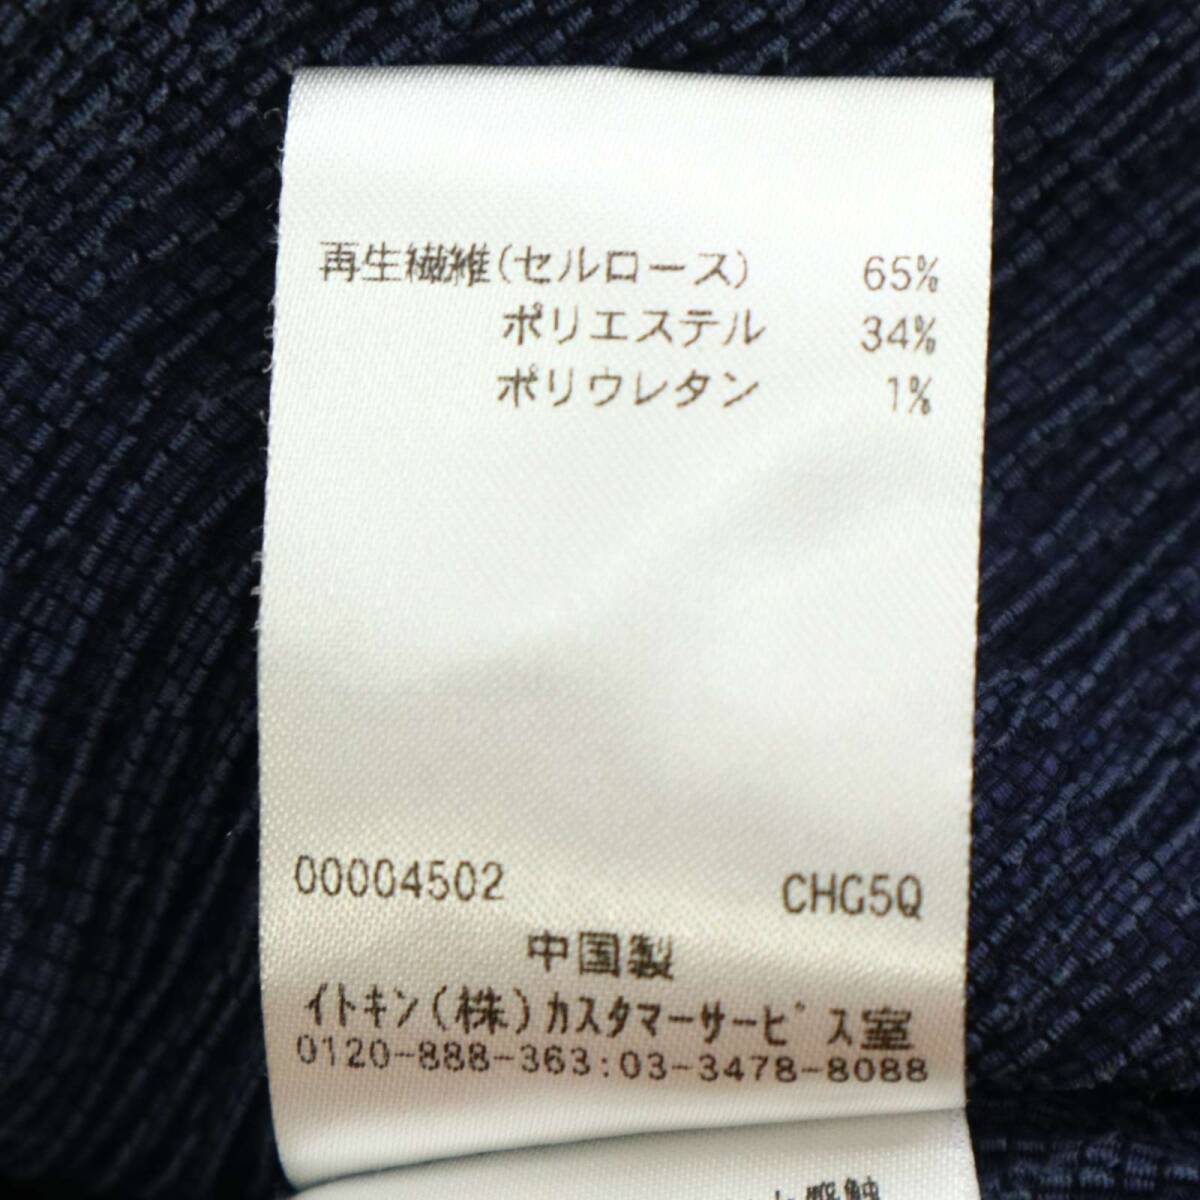 再生繊維(セルロース) 65%
ポリエステル 34%
ポリウレタン 1%
00004502 CHG5Q
中国製
イトキン(株)カスタマーサービス室
0120-888-363:03-3478-8088